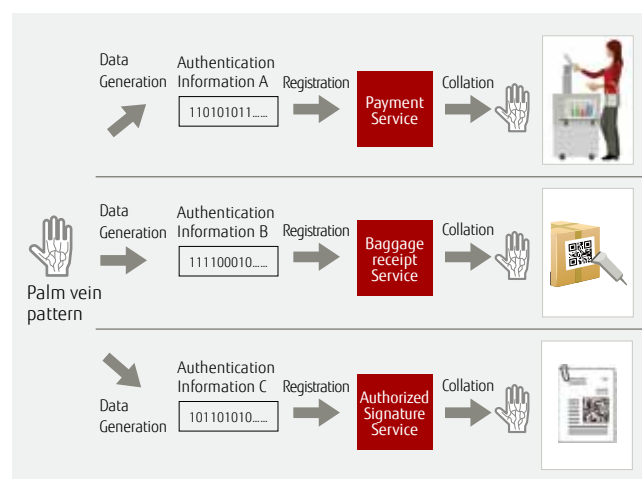 Data
Generation
Authentication
Information A
110101011......
Registration
Payment
Service
Collation
Palm vein
pattern
Data
Generation
Authentication
Information B
111100010......
Registration
Baggage
receipt
Service
Collation
Data
Generation
Authentication
Information C
101101010......
Registration
Authorized
Signature
Service
Collation